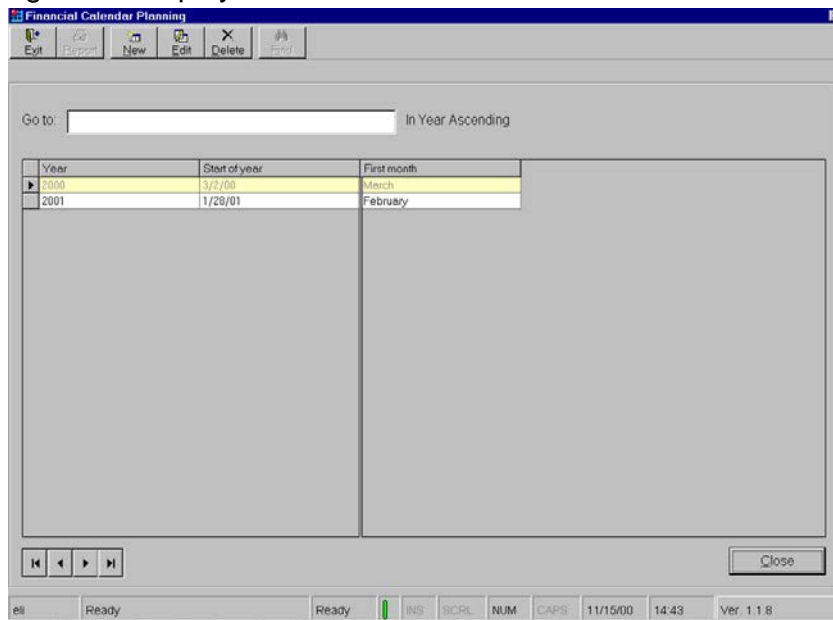 Financial Calendar Planning
Exit Report New Edit Delete Find
Go to: In Year Ascending
Year Start of year First month
2000 3/2/00 March
2001 1/28/01 February
Close
eli Ready Ready INS SCRL NUM CAPS 11/15/00 14:43 Ver. 1.1.8